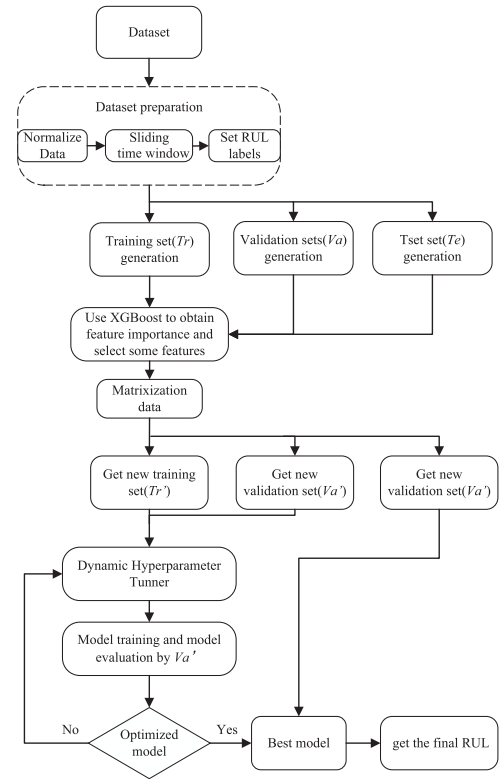 Dataset
Dataset preparation
Normalize
Data
Sliding
time window
Set RUL
labels
Training set(Tr)
generation
Validation sets(Va)
generation
Tset set(Te)
generation
Use XGBoost to obtain
feature importance and
select some features
Matrixization
data
Get new training
set(Tr')
Get new
validation set(Va')
Get new
validation set(Va')
Dynamic Hyperparameter
Tunner
Model training and model
evaluation by Va'
No
Optimized
model
Yes
Best model
get the final RUL